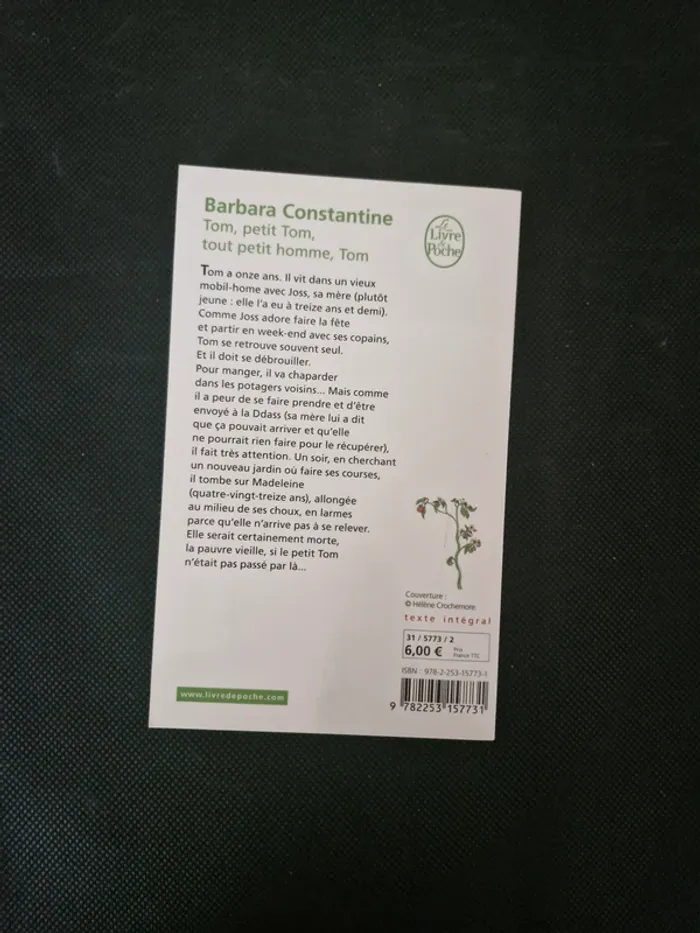 Barbara Constantine
Tom, petit Tom,
tout petit homme, Tom
Le
Livre
de
Poche
Tom a onze ans. Il vit dans un vieux
mobil-home avec Joss, sa mère (plutôt
jeune : elle l'a eu à treize ans et demi).
Comme Joss adore faire la fête
et partir en week-end avec ses copains,
Tom se retrouve souvent seul.
Et il doit se débrouiller.
Pour manger, il va chaparder
dans les potagers voisins... Mais comme
il a peur de se faire prendre et d'être
envoyé à la Ddass (sa mère lui a dit
que ça pouvait arriver et qu'elle
ne pourrait rien faire pour le récupérer),
il fait très attention. Un soir, en cherchant
un nouveau jardin où faire ses courses,
il tombe sur Madeleine
(quatre-vingt-treize ans), allongée
au milieu de ses choux, en larmes
parce qu'elle n'arrive pas à se relever.
Elle serait certainement morte,
la pauvre vieille, si le petit Tom
n'était pas passé par là...
Couverture :
© Hélène Crochemore.
texte intégral
31 / 5773 / 2
6,00 € Prix
France TTC
ISBN : 978-2-253-15773-1
9 782253 157731
www.livredepoche.com